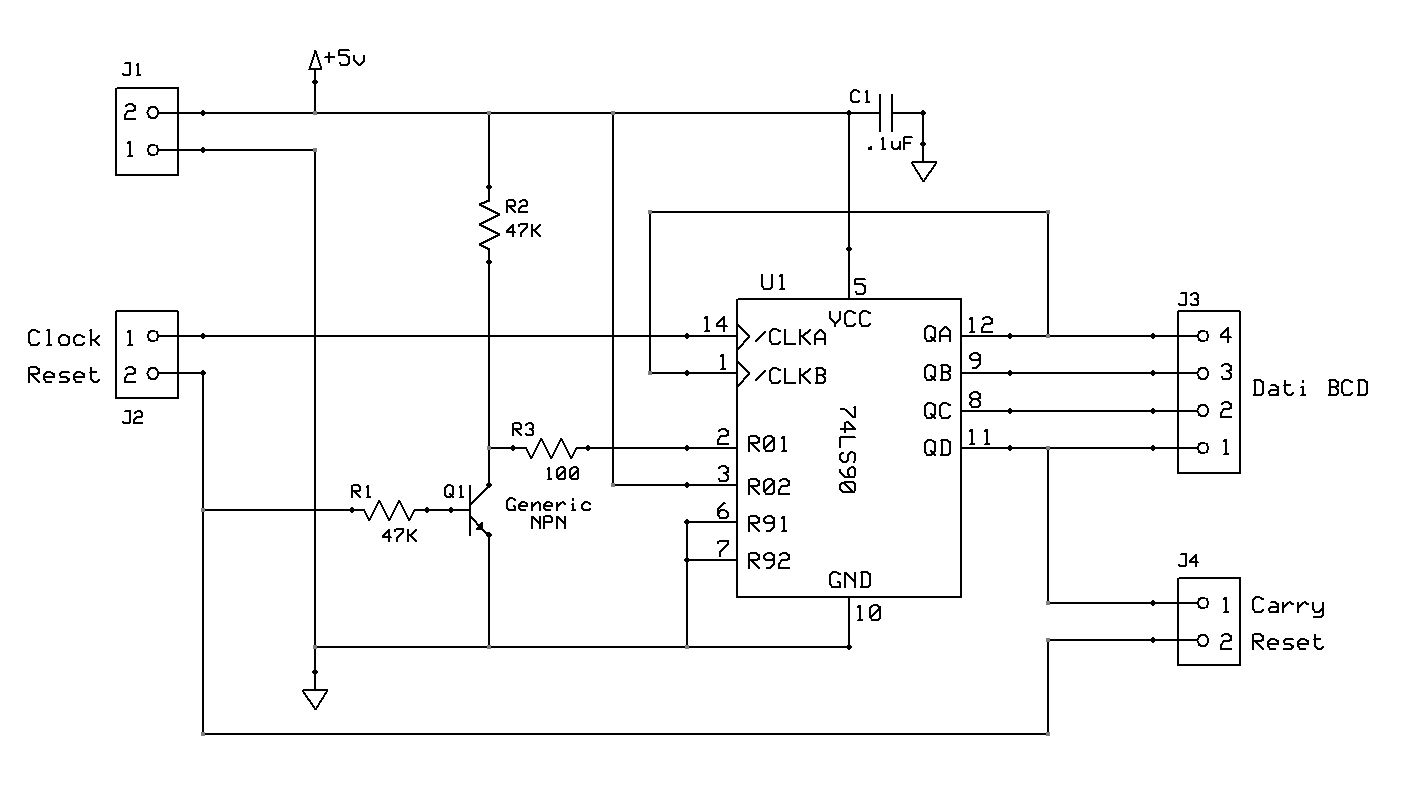 J1
+5v
2
1
C1
.1uF
R2
47K
U1
5
VCC
J3
Clock
1
14
/CLKA
QA
12
4
Reset
2
1
/CLKB
QB
9
3
Dati BCD
J2
QC
8
2
74LS90
R3
100
2
R01
QD
11
1
3
R02
R1
47K
Q1
Generic
NPN
6
R91
7
R92
GND
10
J4
1
Carry
2
Reset